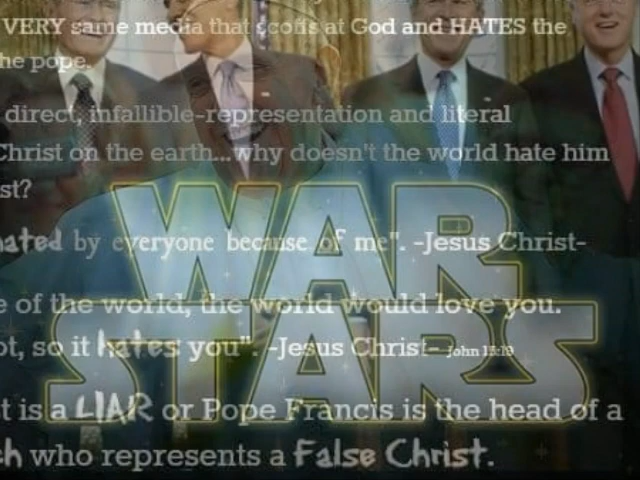 VERY same media that scoffs at God and HATES the
he pope.
direct, infallible-representation and literal
Christ on the earth...why doesn't the world hate him
st?
WAR
hated by everyone because of me". -Jesus Christ-
e of the world, the world would love you.
STARS
ot, so it hates you". -Jesus Christ- John 15:19
t is a LIAR or Pope Francis is the head of a
ch who represents a False Christ.